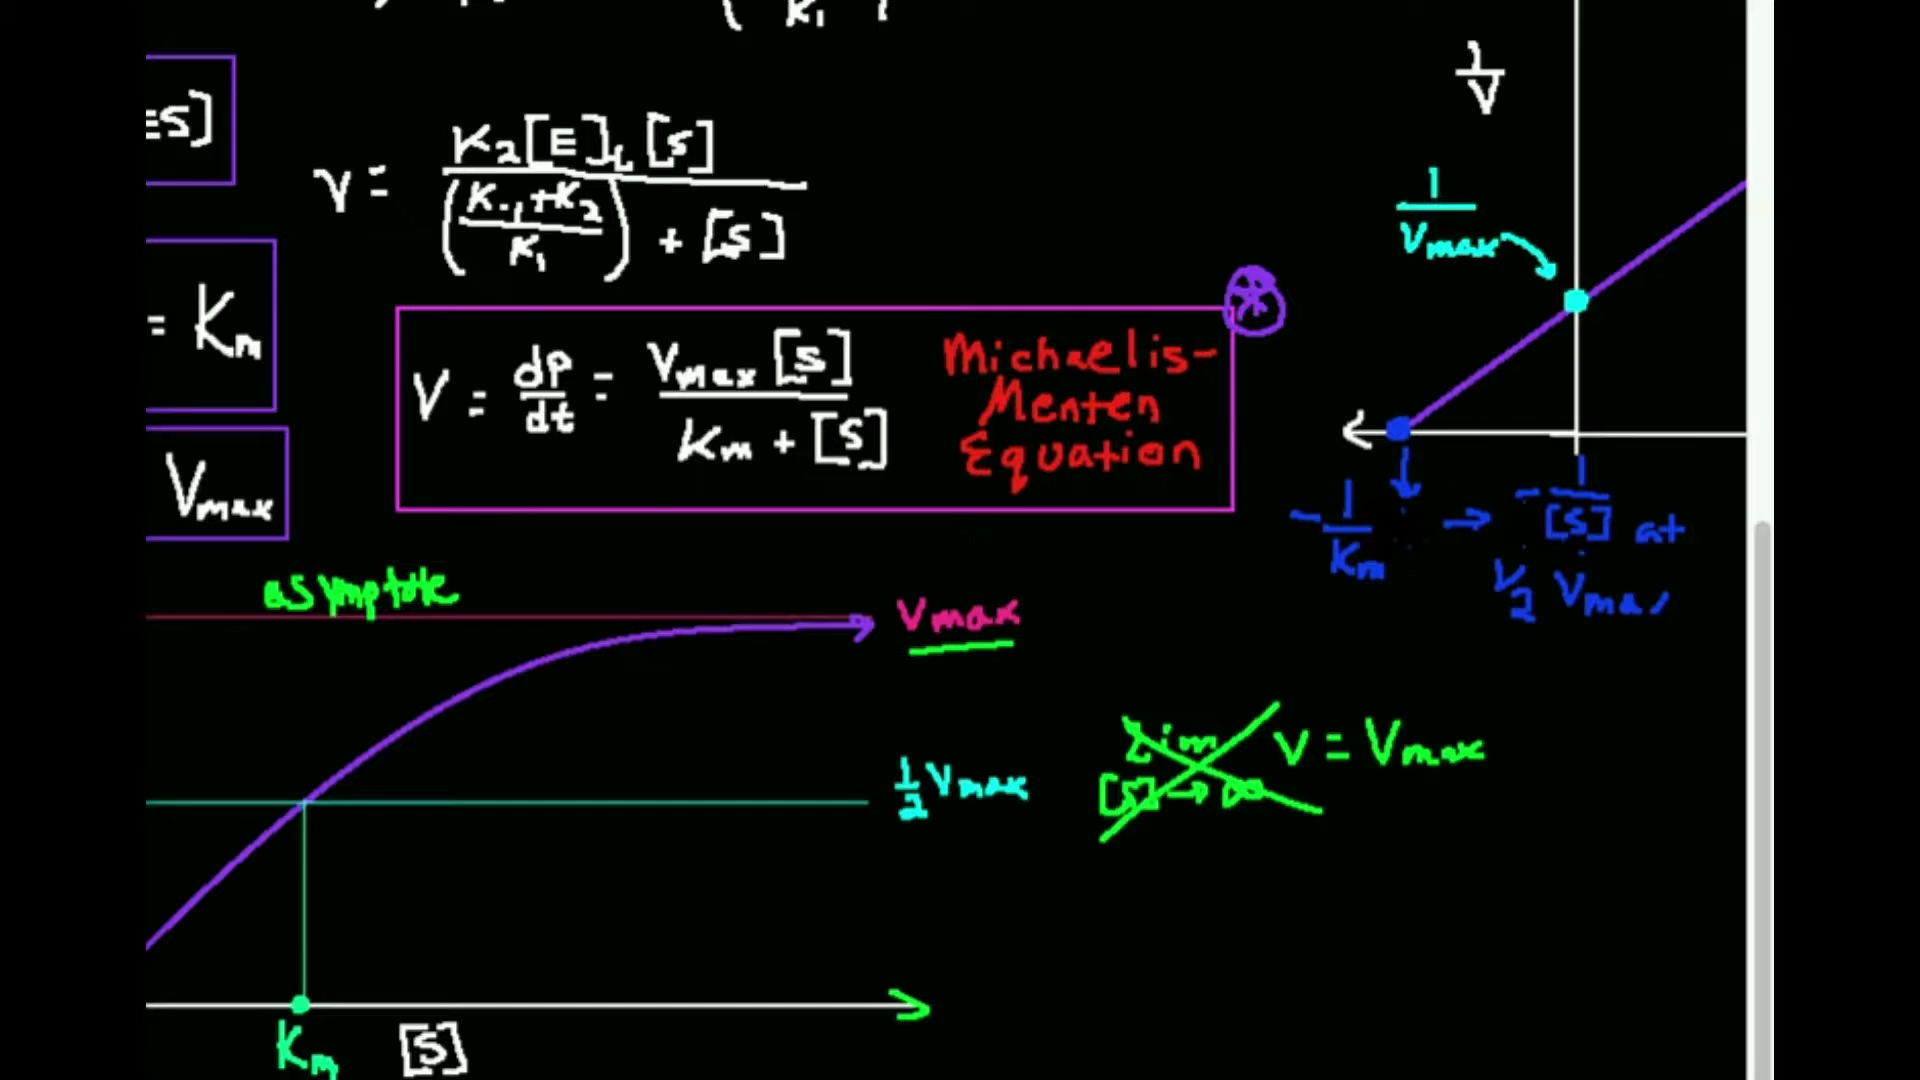 K₁
ES]
v = K₂[E]ₜ[S] / ((K₋₁+K₂)/K₁) + [S]
= Kₘ
V = dp/dt = Vmax [S] / Km + [S]
Michaelis-
Menten
Equation
Vmax
asymptote
Vmax
1/2 Vmax
Lim [S]→∞ V = Vmax
Km
[S]
1/V
1/Vmax
-1/Km → -1/[S] at
1/2 Vmax